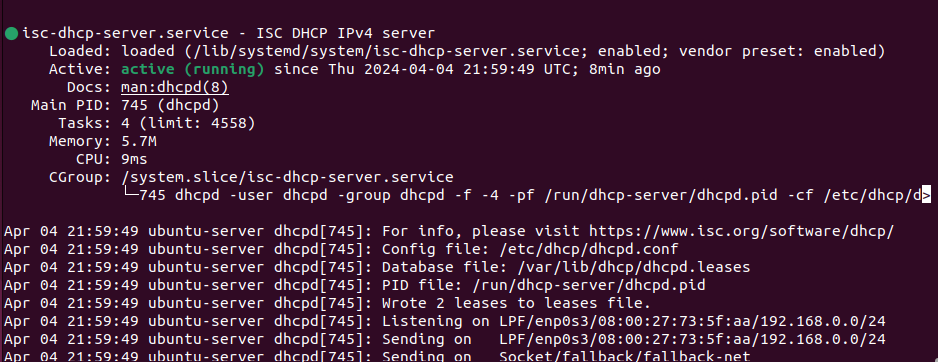 isc-dhcp-server.service - ISC DHCP IPv4 server
Loaded: loaded (/lib/systemd/system/isc-dhcp-server.service; enabled; vendor preset: enabled)
Active: active (running) since Thu 2024-04-04 21:59:49 UTC; 8min ago
Docs: man:dhcpd(8)
Main PID: 745 (dhcpd)
Tasks: 4 (limit: 4558)
Memory: 5.7M
CPU: 9ms
CGroup: /system.slice/isc-dhcp-server.service
└─745 dhcpd -user dhcpd -group dhcpd -f -4 -pf /run/dhcp-server/dhcpd.pid -cf /etc/dhcp/d>
Apr 04 21:59:49 ubuntu-server dhcpd[745]: For info, please visit https://www.isc.org/software/dhcp/
Apr 04 21:59:49 ubuntu-server dhcpd[745]: Config file: /etc/dhcp/dhcpd.conf
Apr 04 21:59:49 ubuntu-server dhcpd[745]: Database file: /var/lib/dhcp/dhcpd.leases
Apr 04 21:59:49 ubuntu-server dhcpd[745]: PID file: /run/dhcp-server/dhcpd.pid
Apr 04 21:59:49 ubuntu-server dhcpd[745]: Wrote 2 leases to leases file.
Apr 04 21:59:49 ubuntu-server dhcpd[745]: Listening on LPF/enp0s3/08:00:27:73:5f:aa/192.168.0.0/24
Apr 04 21:59:49 ubuntu-server dhcpd[745]: Sending on   LPF/enp0s3/08:00:27:73:5f:aa/192.168.0.0/24
Apr 04 21:59:49 ubuntu-server dhcpd[745]: Sending on   Socket/fallback/fallback-net